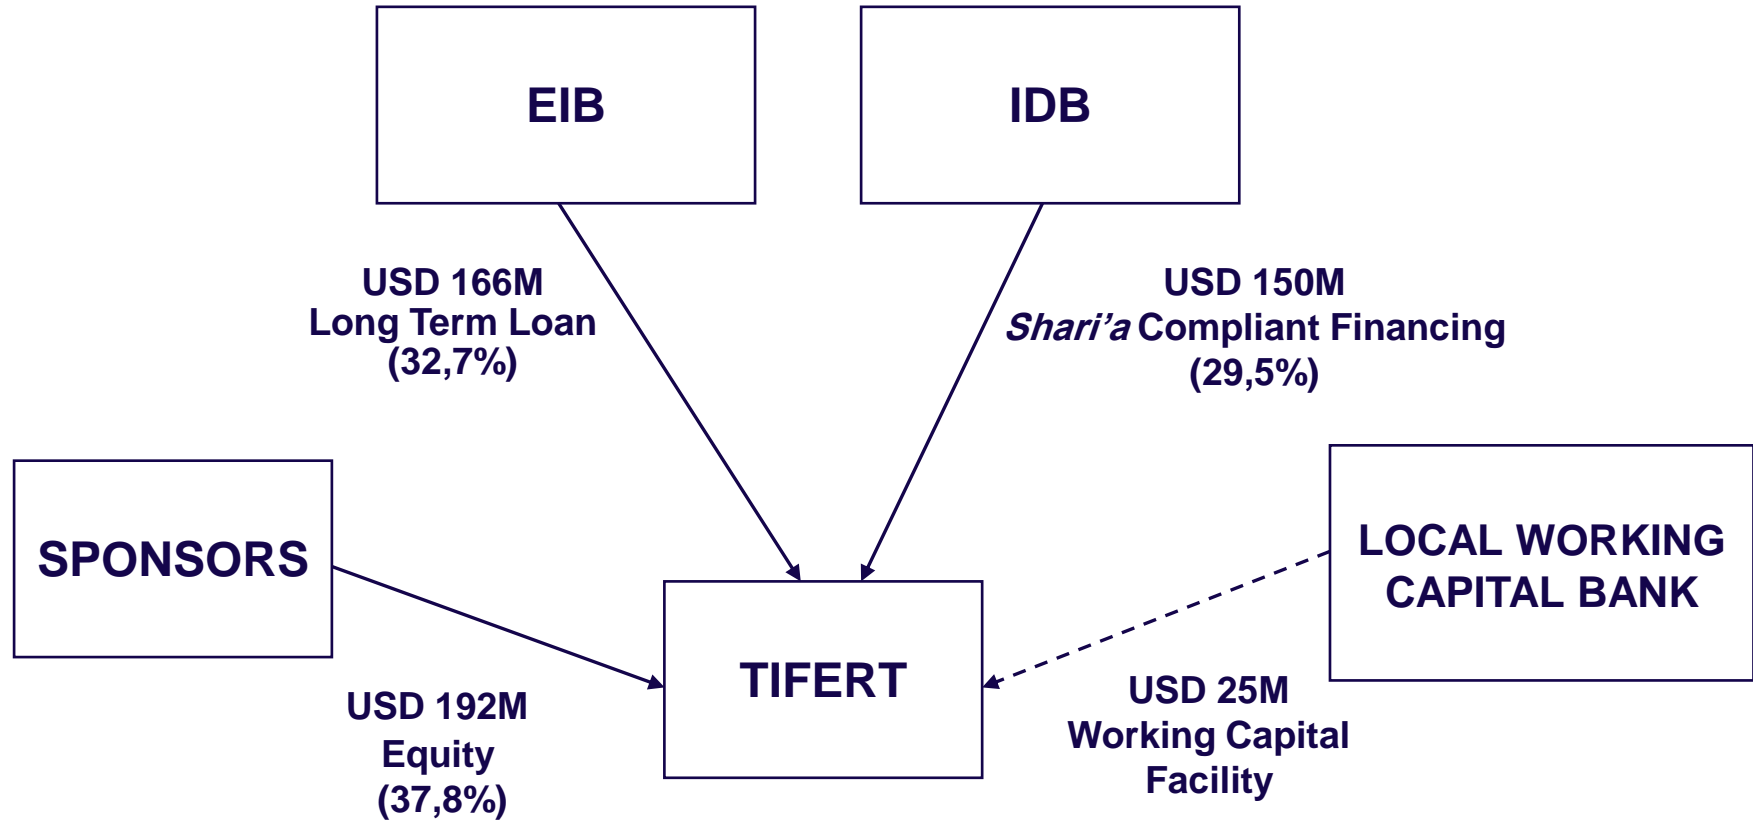 EIB
IDB
USD 166M
Long Term Loan
(32,7%)
USD 150M
Shari’a Compliant Financing
(29,5%)
SPONSORS
LOCAL WORKING
CAPITAL BANK
TIFERT
USD 192M
Equity
(37,8%)
USD 25M
Working Capital
Facility